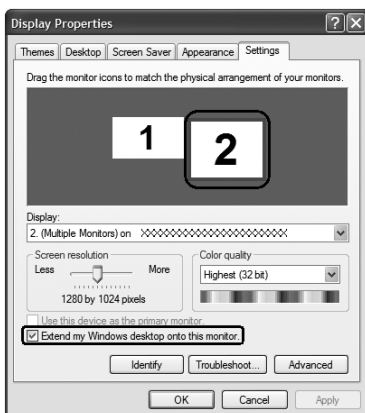 Display Properties
Themes Desktop Screen Saver Appearance Settings
Drag the monitor icons to match the physical arrangement of your monitors.
1 2
Display:
2. (Multiple Monitors) on XXXXXXXXXXXXXXXXXXXXXXX
Screen resolution Color quality
Less More Highest (32 bit)
1280 by 1024 pixels
Use this device as the primary monitor.
Extend my Windows desktop onto this monitor.
Identify Troubleshoot... Advanced
OK Cancel Apply